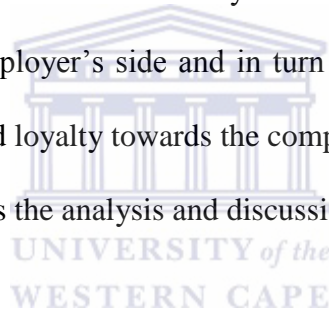 ployer’s side and in turn
d loyalty towards the comp
s the analysis and discussi
UNIVERSITY of the
WESTERN CAPE